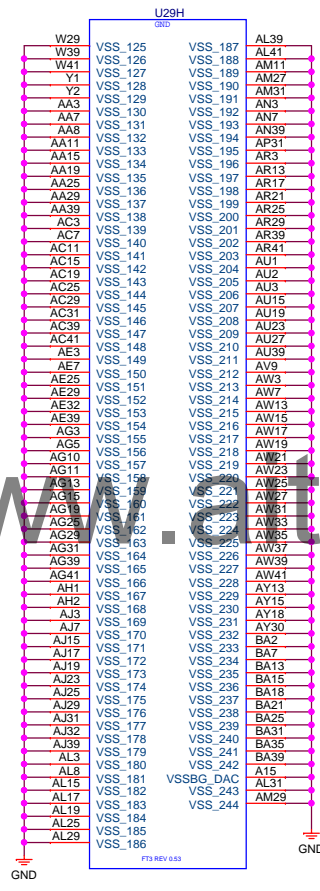 U29H
GND
W29 VSS_125 VSS_187 AL39
W39 VSS_126 VSS_188 AL41
W41 VSS_127 VSS_189 AM11
Y1 VSS_128 VSS_190 AM27
Y2 VSS_129 VSS_191 AM31
AA3 VSS_130 VSS_192 AN3
AA7 VSS_131 VSS_193 AN7
AA8 VSS_132 VSS_194 AN39
AA11 VSS_133 VSS_195 AP31
AA15 VSS_134 VSS_196 AR3
AA19 VSS_135 VSS_197 AR13
AA25 VSS_136 VSS_198 AR17
AA29 VSS_137 VSS_199 AR21
AA39 VSS_138 VSS_200 AR25
AC3 VSS_139 VSS_201 AR29
AC7 VSS_140 VSS_202 AR39
AC11 VSS_141 VSS_203 AR41
AC15 VSS_142 VSS_204 AU1
AC19 VSS_143 VSS_205 AU2
AC25 VSS_144 VSS_206 AU3
AC29 VSS_145 VSS_207 AU15
AC31 VSS_146 VSS_208 AU19
AC39 VSS_147 VSS_209 AU23
AC41 VSS_148 VSS_210 AU27
AE3 VSS_149 VSS_211 AU39
AE7 VSS_150 VSS_212 AV9
AE25 VSS_151 VSS_213 AW3
AE29 VSS_152 VSS_214 AW7
AE32 VSS_153 VSS_215 AW13
AE39 VSS_154 VSS_216 AW15
AG3 VSS_155 VSS_217 AW17
AG5 VSS_156 VSS_218 AW19
AG10 VSS_157 VSS_219 AW21
AG11 VSS_158 VSS_220 AW23
AG13 VSS_159 VSS_221 AW25
AG15 VSS_160 VSS_222 AW27
AG19 VSS_161 VSS_223 AW31
AG25 VSS_162 VSS_224 AW33
AG29 VSS_163 VSS_225 AW35
AG31 VSS_164 VSS_226 AW37
AG39 VSS_165 VSS_227 AW39
AG41 VSS_166 VSS_228 AW41
AH1 VSS_167 VSS_229 AY13
AH2 VSS_168 VSS_230 AY15
AJ3 VSS_169 VSS_231 AY18
AJ7 VSS_170 VSS_232 AY30
AJ15 VSS_171 VSS_233 BA2
AJ17 VSS_172 VSS_234 BA7
AJ19 VSS_173 VSS_235 BA13
AJ23 VSS_174 VSS_236 BA15
AJ25 VSS_175 VSS_237 BA18
AJ29 VSS_176 VSS_238 BA21
AJ31 VSS_177 VSS_239 BA25
AJ32 VSS_178 VSS_240 BA31
AJ39 VSS_179 VSS_241 BA35
AL3 VSS_180 VSS_242 BA39
AL8 VSS_181 VSSBG_DAC A15
AL15 VSS_182 VSS_243 AL31
AL17 VSS_183 VSS_244 AM29
AL19 VSS_184
AL25 VSS_185
AL29 VSS_186
FT3 REV 0.53
GND
GND